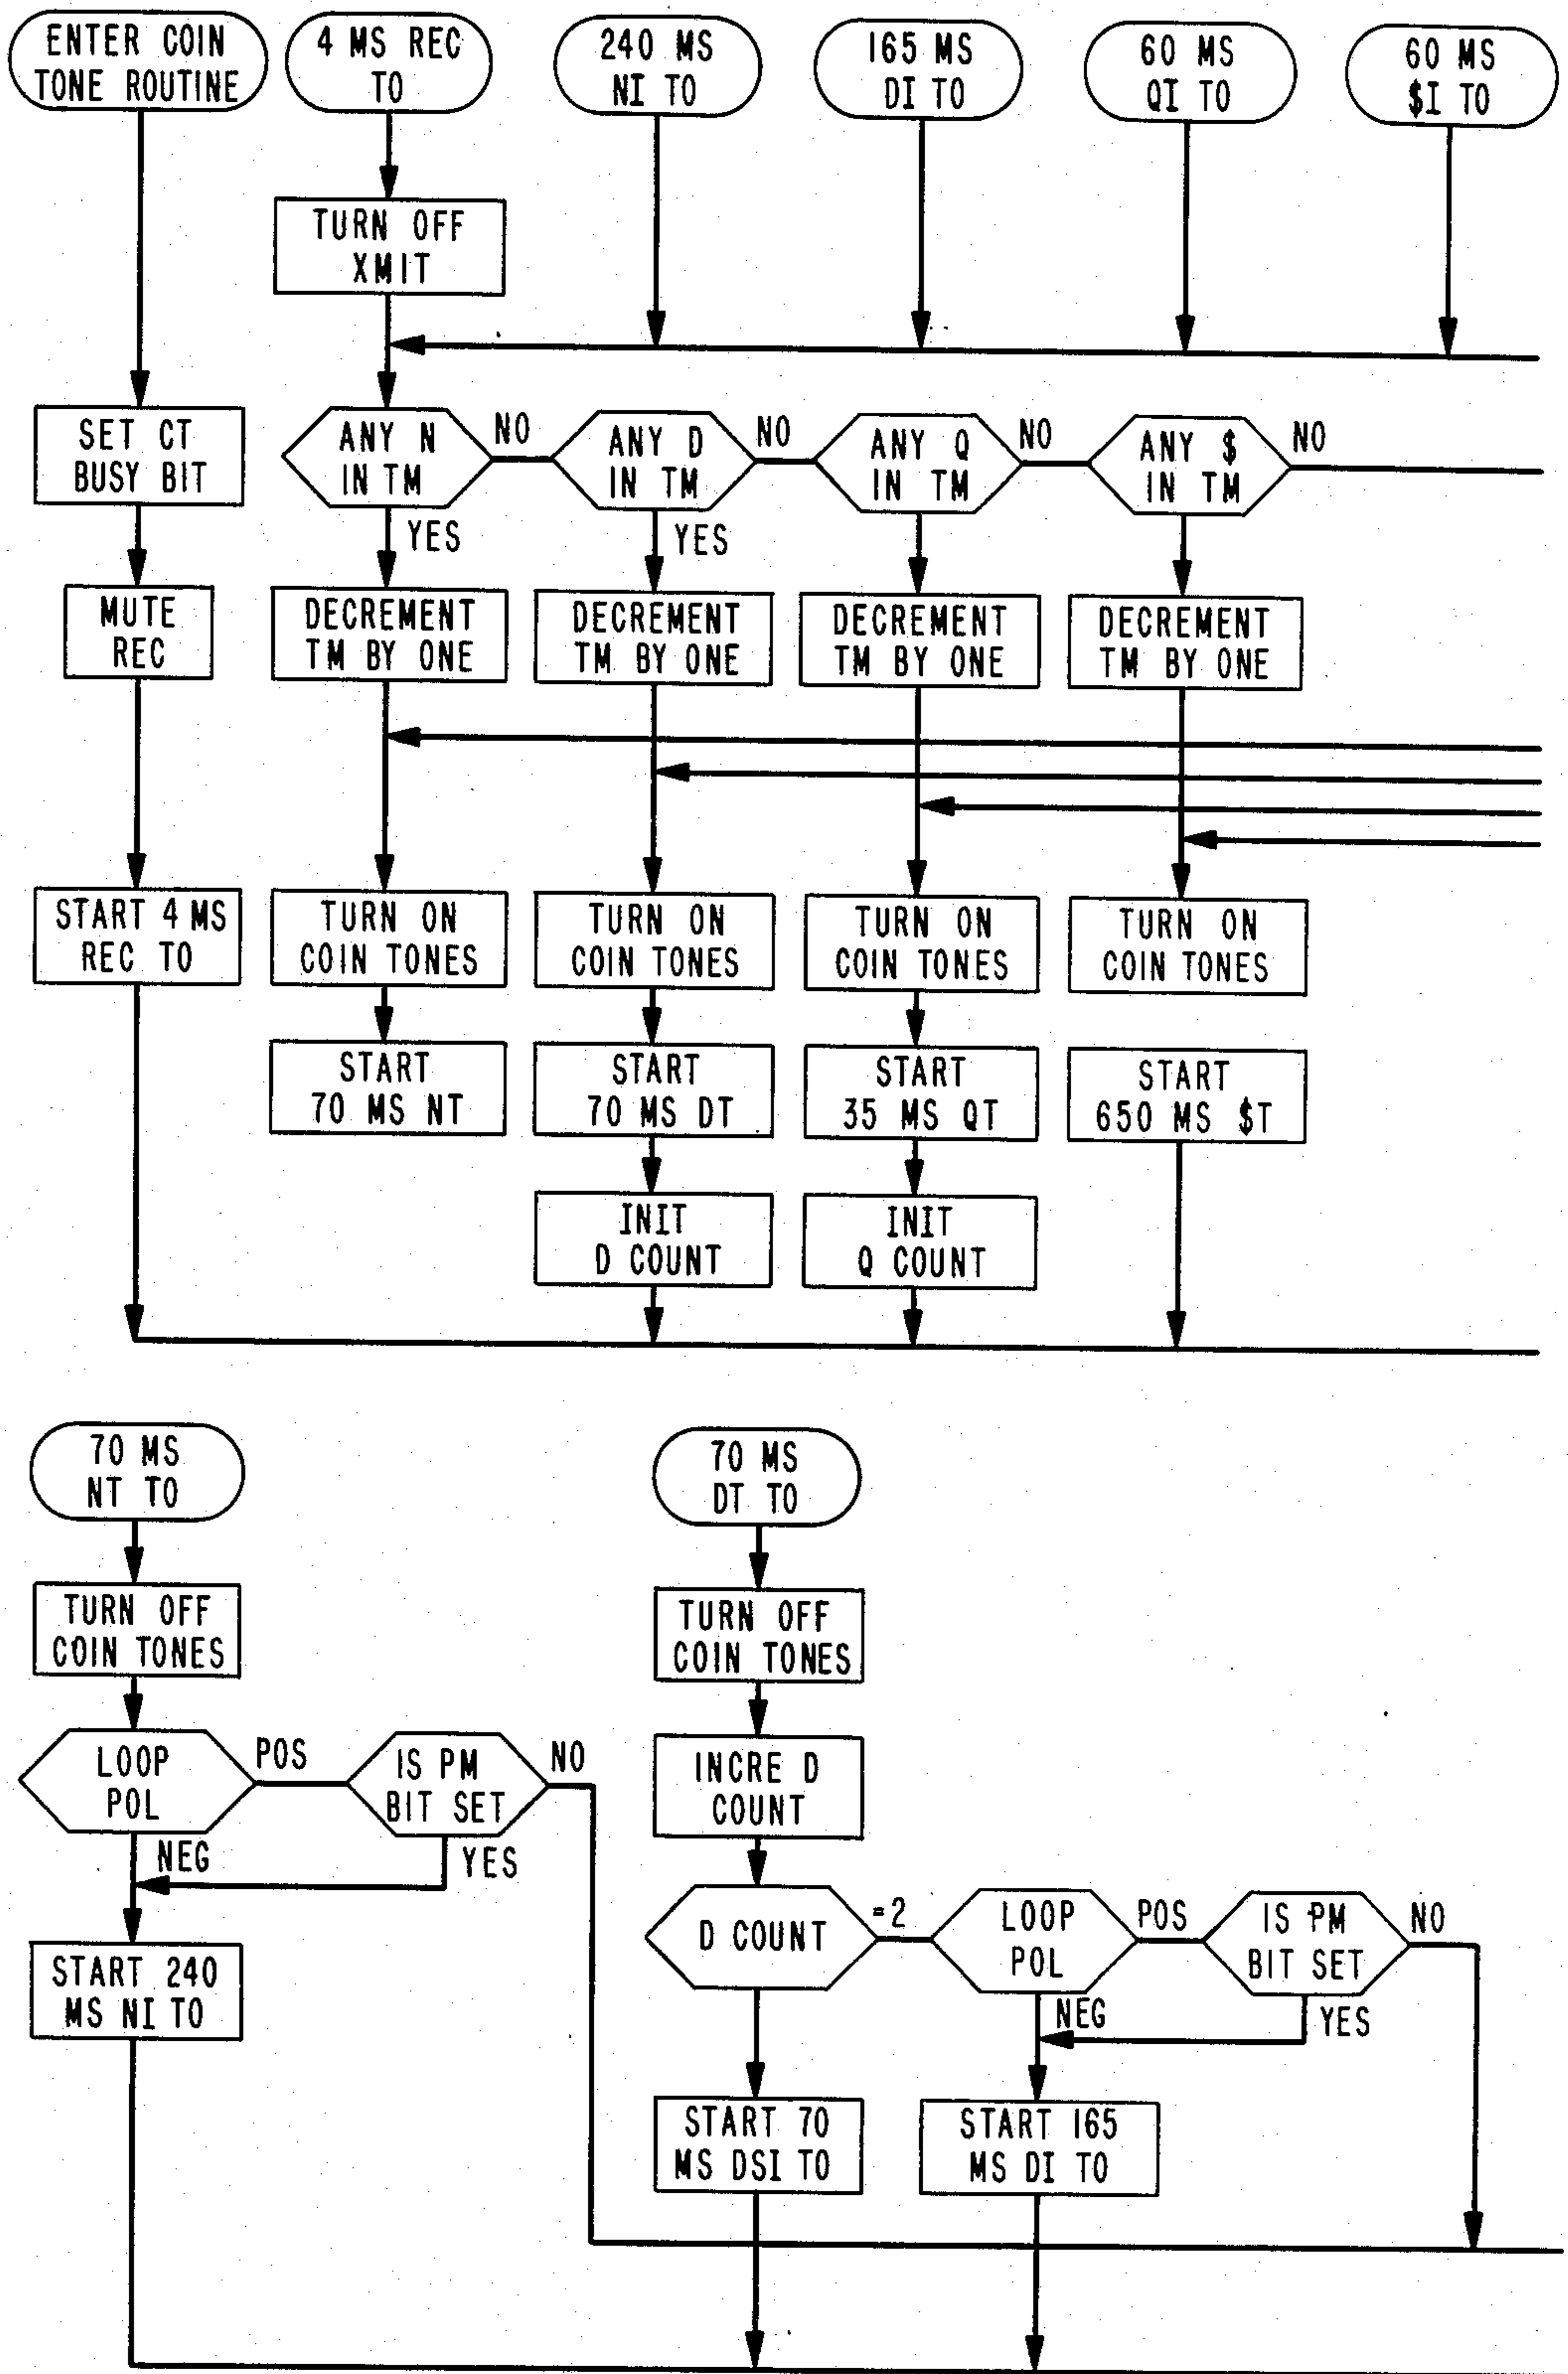 ENTER COIN
TONE ROUTINE
4 MS REC
TO
240 MS
NI TO
165 MS
DI TO
60 MS
QI TO
60 MS
$I TO
TURN OFF
XMIT
SET CT
BUSY BIT
ANY N
IN TM
NO
ANY D
IN TM
NO
ANY Q
IN TM
NO
ANY $
IN TM
NO
YES
YES
MUTE
REC
DECREMENT
TM BY ONE
DECREMENT
TM BY ONE
DECREMENT
TM BY ONE
DECREMENT
TM BY ONE
START 4 MS
REC TO
TURN ON
COIN TONES
TURN ON
COIN TONES
TURN ON
COIN TONES
TURN ON
COIN TONES
START
70 MS NT
START
70 MS DT
START
35 MS QT
START
650 MS $T
INIT
D COUNT
INIT
Q COUNT
70 MS
NT TO
TURN OFF
COIN TONES
LOOP
POL
POS
IS PM
BIT SET
NO
NEG
YES
START 240
MS NI TO
70 MS
DT TO
TURN OFF
COIN TONES
INCRE D
COUNT
D COUNT
=2
LOOP
POL
POS
IS PM
BIT SET
NO
NEG
YES
START 70
MS DSI TO
START 165
MS DI TO